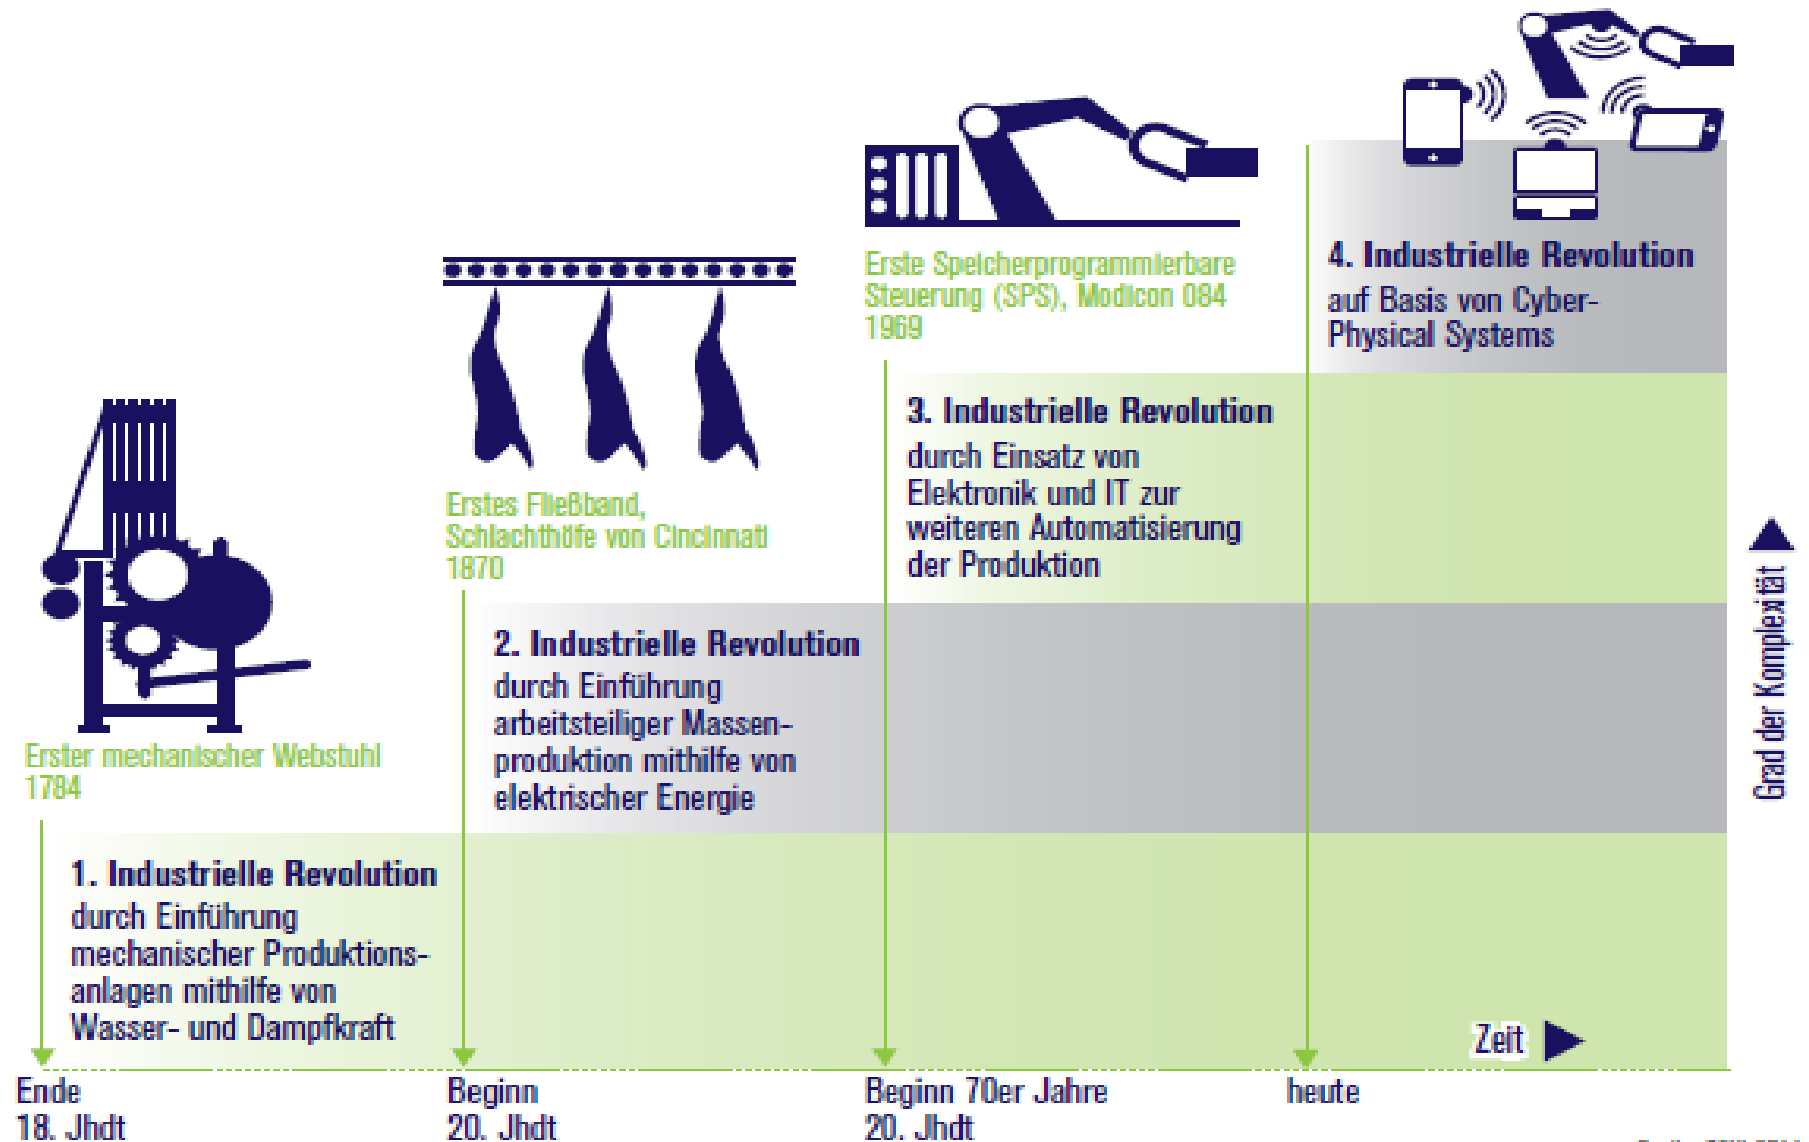 Erste Speicherprogrammierbare
Steuerung (SPS), Modicon 084
1969
4. Industrielle Revolution
auf Basis von Cyber-
Physical Systems
3. Industrielle Revolution
durch Einsatz von
Elektronik und IT zur
weiteren Automatisierung
der Produktion
Erstes Fließband,
Schlachthöfe von Cincinnati
1870
2. Industrielle Revolution
durch Einführung
arbeitsteiliger Massen-
produktion mithilfe von
elektrischer Energie
Erster mechanischer Webstuhl
1784
1. Industrielle Revolution
durch Einführung
mechanischer Produktions-
anlagen mithilfe von
Wasser- und Dampfkraft
Grad der Komplexität
Zeit
Ende
18. Jhdt
Beginn
20. Jhdt
Beginn 70er Jahre
20. Jhdt
heute